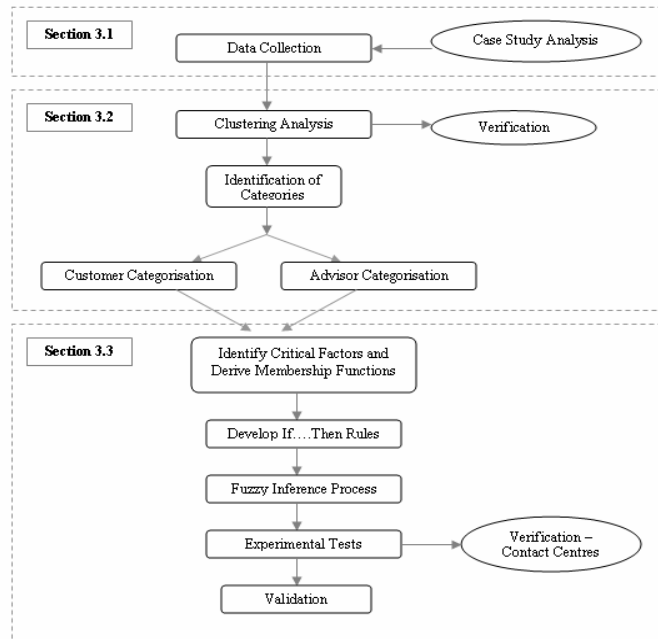 Section 3.1
Case Study Analysis
Data Collection
Section 3.2
Clustering Analysis
Verification
Identification of
Categories
Customer Categorisation
Advisor Categorisation
Section 3.3
Identify Critical Factors and
Derive Membership Functions
Develop If....Then Rules
Fuzzy Inference Process
Experimental Tests
Verification –
Contact Centres
Validation